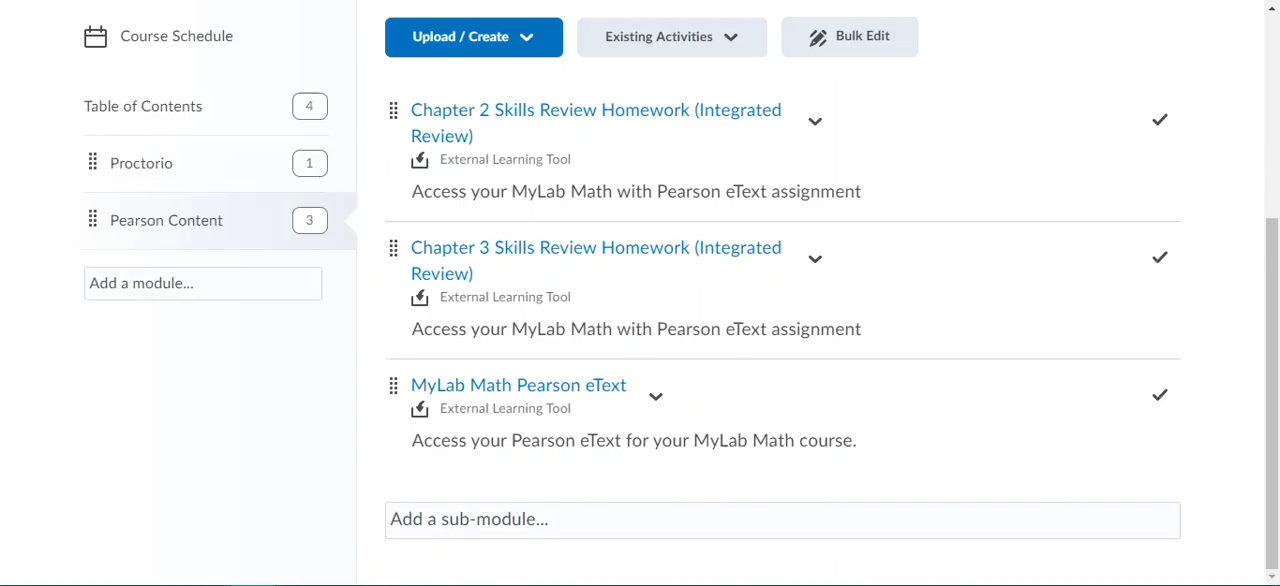 Course Schedule
Table of Contents 4
Proctorio 1
Pearson Content 3
Add a module...
Upload / Create Existing Activities Bulk Edit
Chapter 2 Skills Review Homework (Integrated
Review)
External Learning Tool
Access your MyLab Math with Pearson eText assignment
Chapter 3 Skills Review Homework (Integrated
Review)
External Learning Tool
Access your MyLab Math with Pearson eText assignment
MyLab Math Pearson eText
External Learning Tool
Access your Pearson eText for your MyLab Math course.
Add a sub-module...